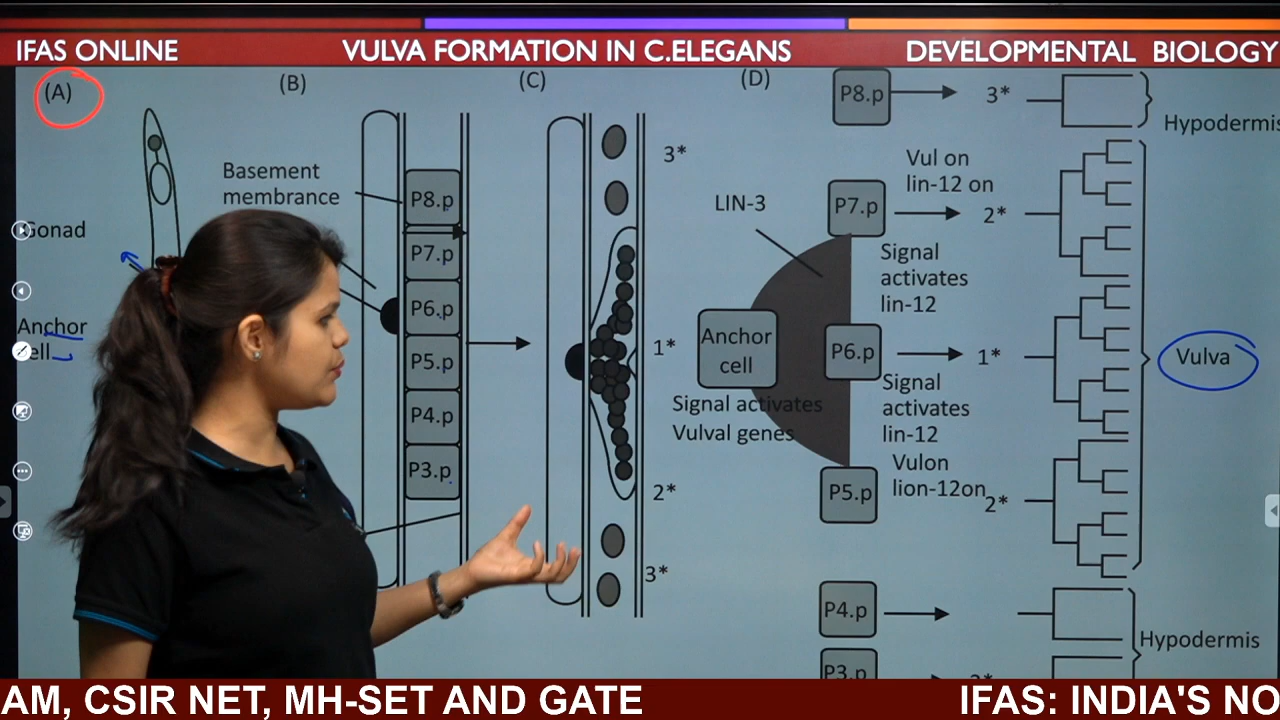 IFAS ONLINE
VULVA FORMATION IN C.ELEGANS
DEVELOPMENTAL BIOLOGY
(A)
(B)
(C)
(D)
Gonad
Anchor
Basement
membrance
P8.p
P7.p
P6.p
P5.p
P4.p
P3.p
3*
1*
2*
3*
LIN-3
Anchor
cell
Signal activates
Vulval genes
P8.p
3*
Hypodermis
Vul on
lin-12 on
P7.p
2*
Signal
activates
lin-12
P6.p
1*
Vulva
Signal
activates
lin-12
Vulon
lion-12on
P5.p
2*
P4.p
Hypodermis
P3.p
AM, CSIR NET, MH-SET AND GATE
IFAS: INDIA'S NO